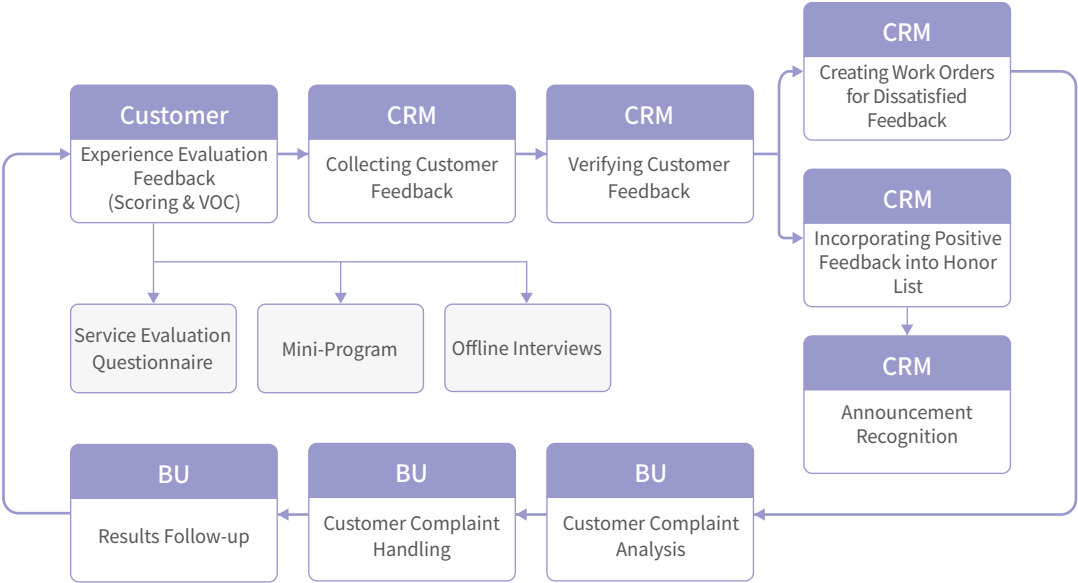 Customer
Experience Evaluation
Feedback
(Scoring & VOC)
CRM
Collecting Customer
Feedback
CRM
Verifying Customer
Feedback
CRM
Creating Work Orders
for Dissatisfied
Feedback
CRM
Incorporating Positive
Feedback into Honor
List
CRM
Announcement
Recognition
Service Evaluation
Questionnaire
Mini-Program
Offline Interviews
BU
Results Follow-up
BU
Customer Complaint
Handling
BU
Customer Complaint
Analysis